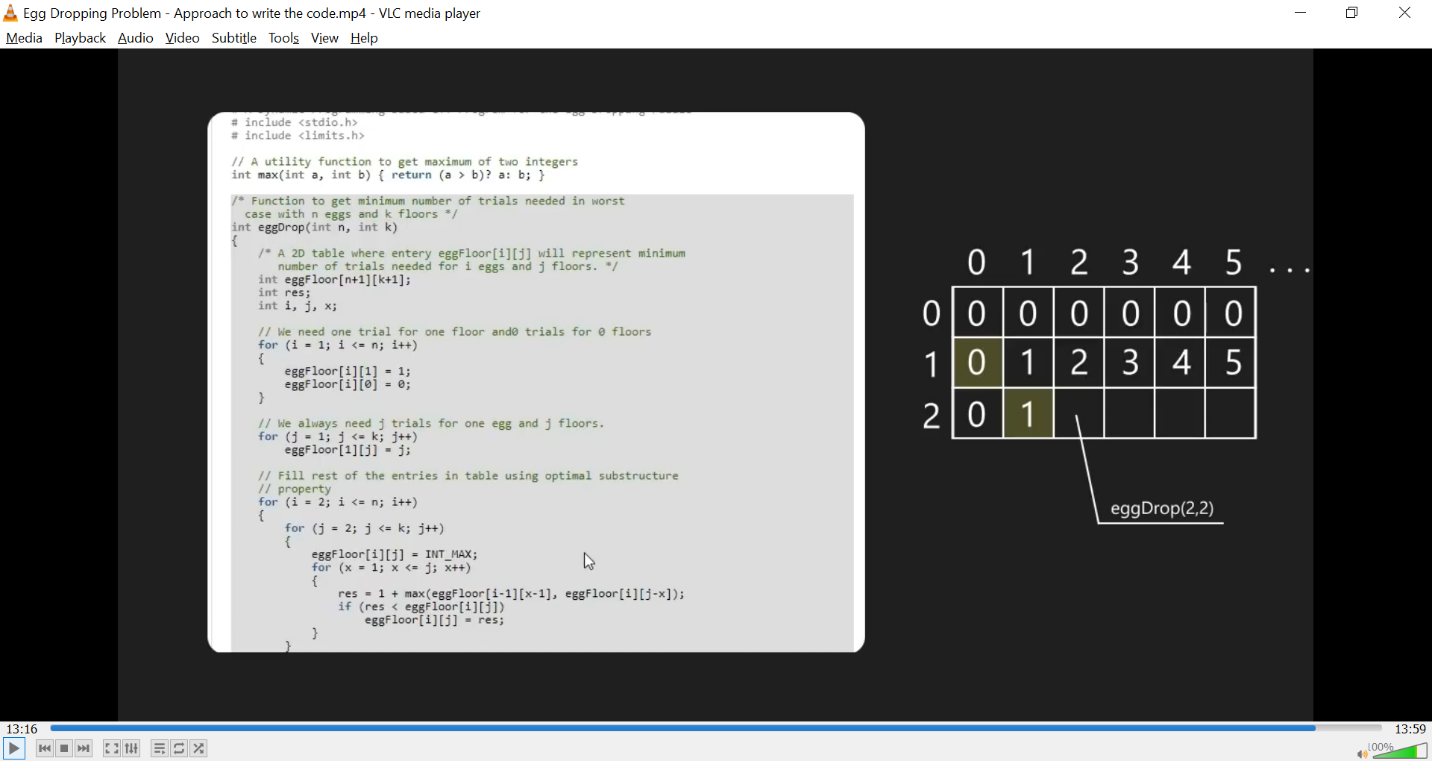 Egg Dropping Problem - Approach to write the code.mp4 - VLC media player
Media Playback Audio Video Subtitle Tools View Help
# include <stdio.h>
# include <limits.h>
// A utility function to get maximum of two integers
int max(int a, int b) { return (a > b)? a: b; }
/* Function to get minimum number of trials needed in worst
case with n eggs and k floors */
int eggDrop(int n, int k)
{
/* A 2D table where entery eggFloor[i][j] will represent minimum
number of trials needed for i eggs and j floors. */
int eggFloor[n+1][k+1];
int res;
int i, j, x;
// We need one trial for one floor and0 trials for 0 floors
for (i = 1; i <= n; i++)
{
eggFloor[i][1] = 1;
eggFloor[i][0] = 0;
}
// We always need j trials for one egg and j floors.
for (j = 1; j <= k; j++)
eggFloor[1][j] = j;
// Fill rest of the entries in table using optimal substructure
// property
for (i = 2; i <= n; i++)
{
for (j = 2; j <= k; j++)
{
eggFloor[i][j] = INT_MAX;
for (x = 1; x <= j; x++)
{
res = 1 + max(eggFloor[i-1][x-1], eggFloor[i][j-x]);
if (res < eggFloor[i][j])
eggFloor[i][j] = res;
}
}
0 1 2 3 4 5 ...
0 0 0 0 0 0 0
1 0 1 2 3 4 5
2 0 1
eggDrop(2,2)
13:16 13:59
100%